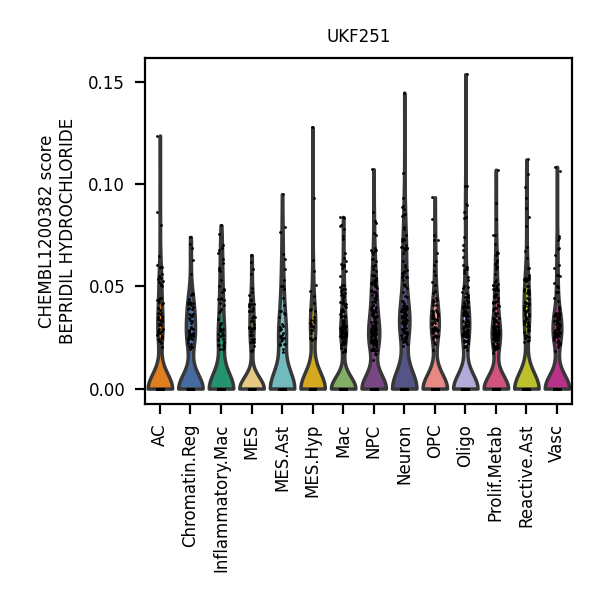 UKF251
CHEMBL1200382 score
BEPRIDIL HYDROCHLORIDE
0.15
0.10
0.05
0.00
AC
Chromatin.Reg
Inflammatory.Mac
MES
MES.Ast
MES.Hyp
Mac
NPC
Neuron
OPC
Oligo
Prolif.Metab
Reactive.Ast
Vasc